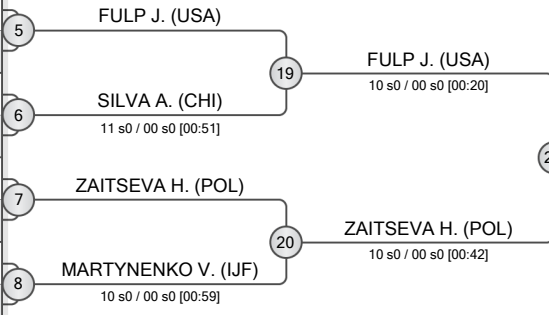 FULP J. (USA)
5
19
FULP J. (USA)
10 s0 / 00 s0 [00:20]
SILVA A. (CHI)
6
11 s0 / 00 s0 [00:51]
ZAITSEVA H. (POL)
7
20
ZAITSEVA H. (POL)
10 s0 / 00 s0 [00:42]
MARTYNENKO V. (IJF)
8
10 s0 / 00 s0 [00:59]